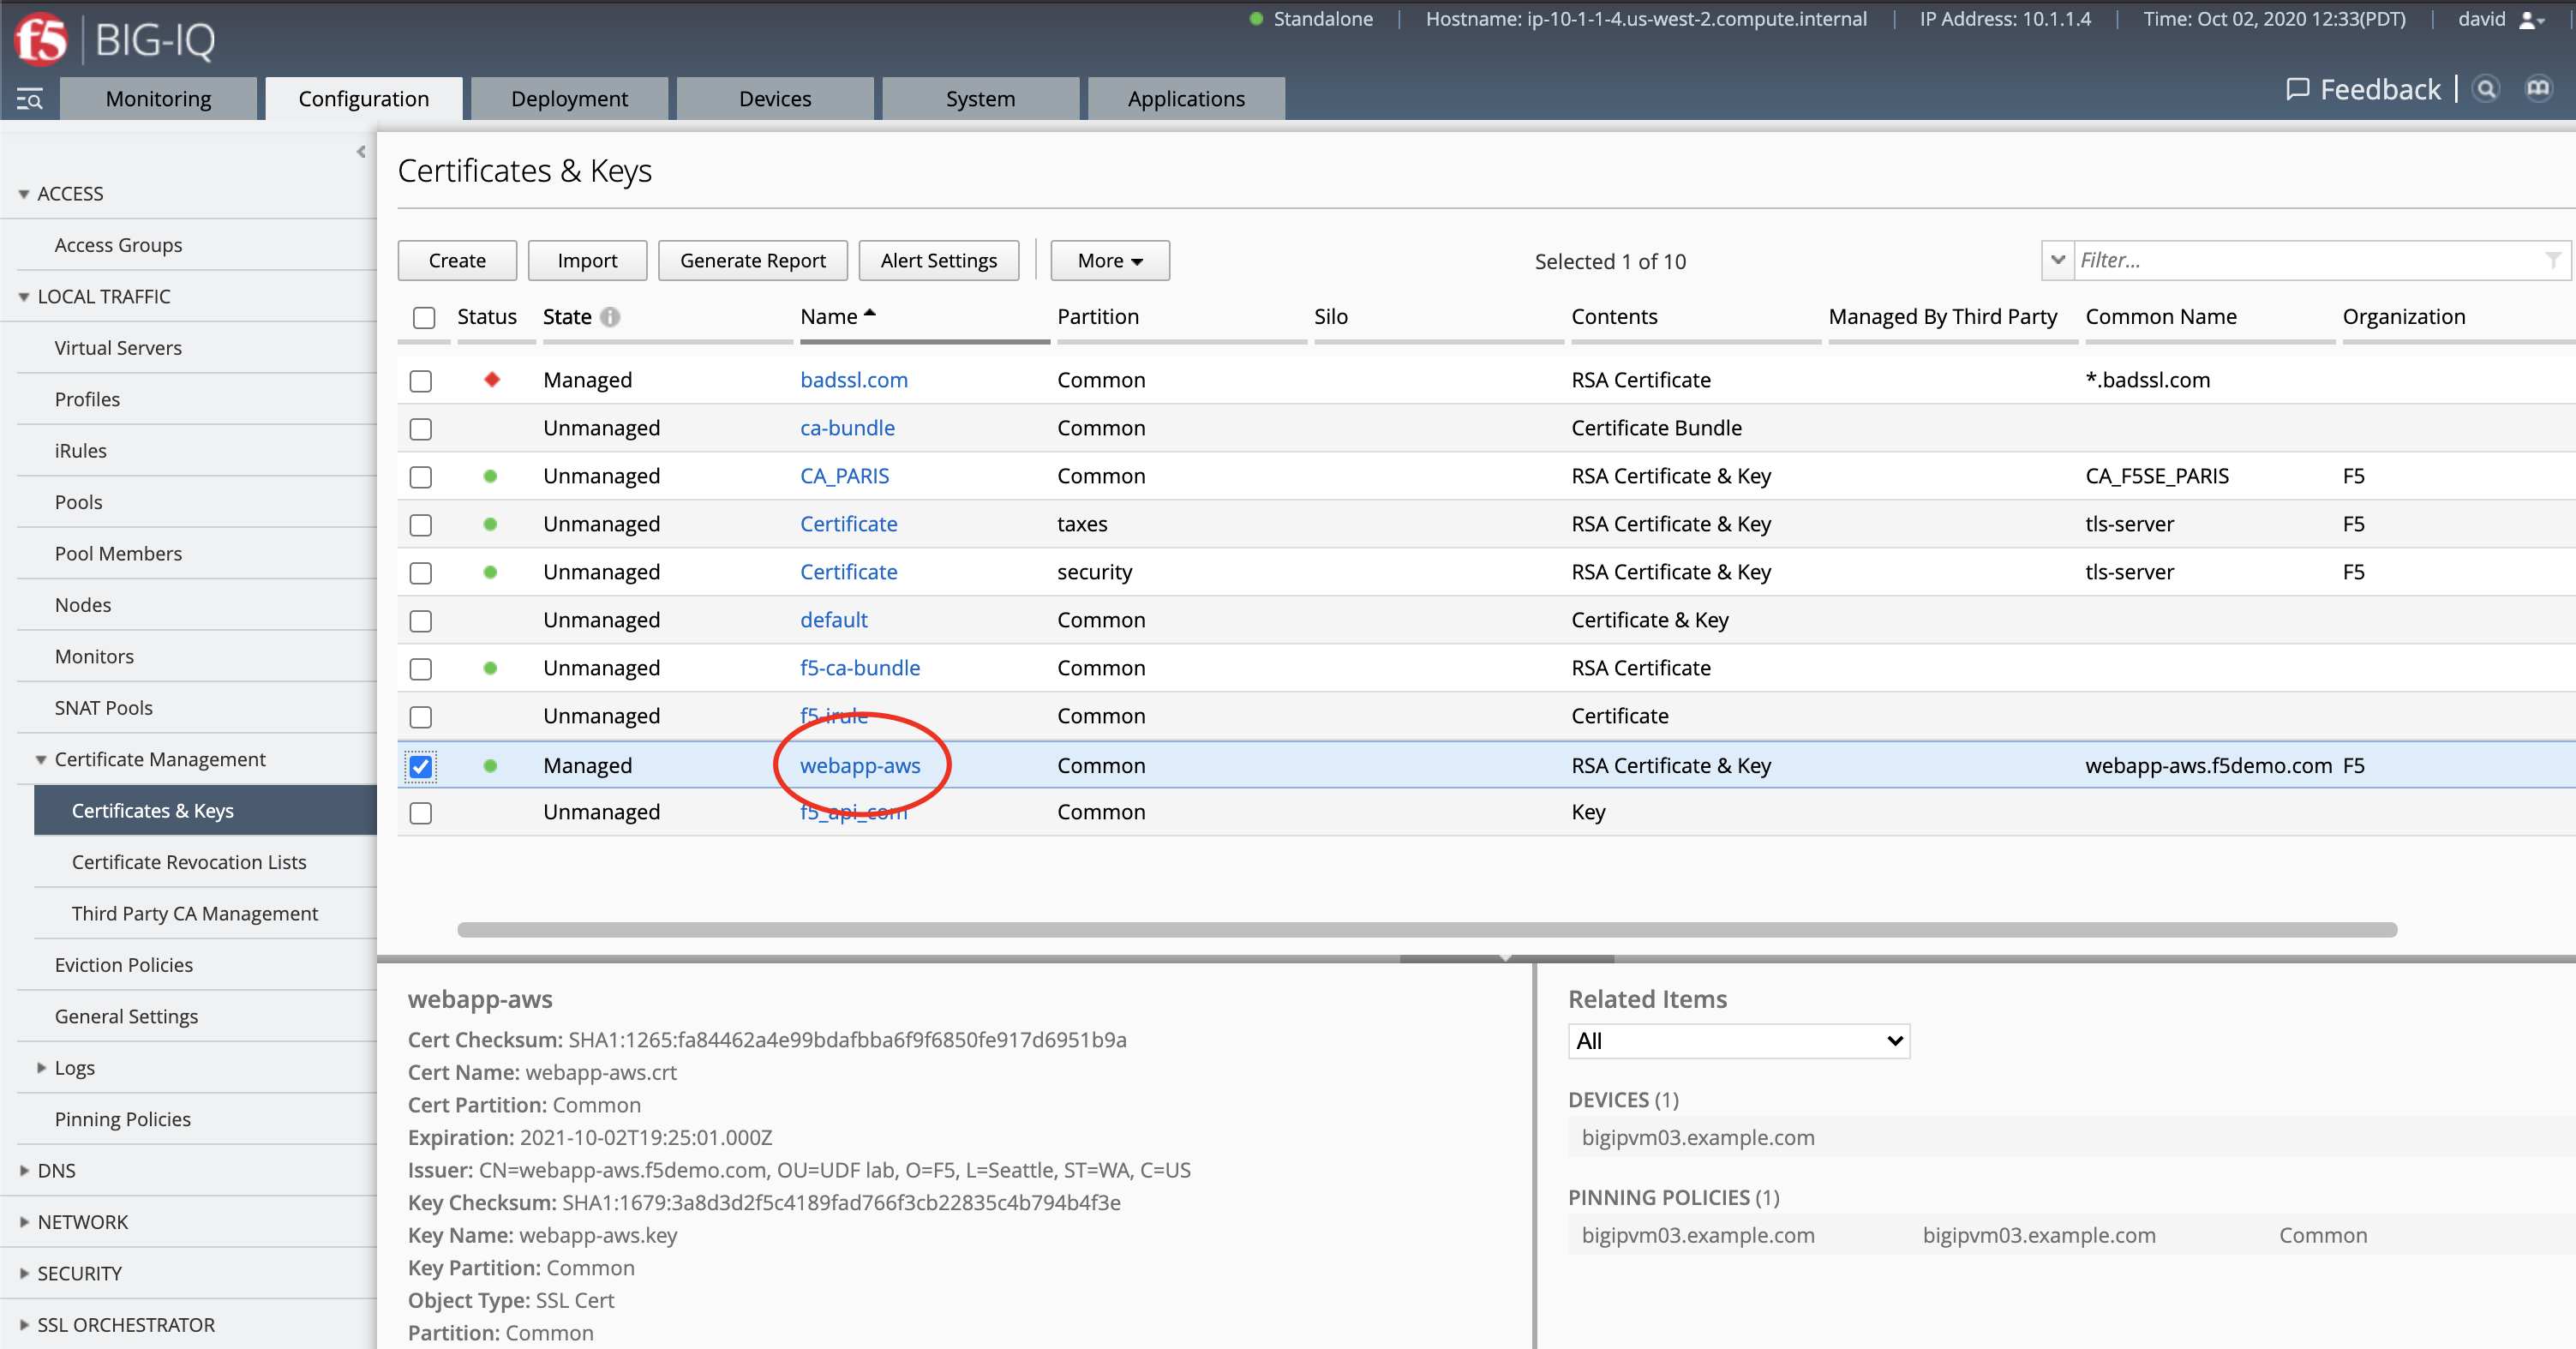 f5 BIG-IQ
Standalone | Hostname: ip-10-1-1-4.us-west-2.compute.internal | IP Address: 10.1.1.4 | Time: Oct 02, 2020 12:33(PDT) | david
Monitoring Configuration Deployment Devices System Applications
Feedback
ACCESS
Access Groups
LOCAL TRAFFIC
Virtual Servers
Profiles
iRules
Pools
Pool Members
Nodes
Monitors
SNAT Pools
Certificate Management
Certificates & Keys
Certificate Revocation Lists
Third Party CA Management
Eviction Policies
General Settings
Logs
Pinning Policies
DNS
NETWORK
SECURITY
SSL ORCHESTRATOR
Certificates & Keys
Create Import Generate Report Alert Settings More Selected 1 of 10 Filter...
Status State Name Partition Silo Contents Managed By Third Party Common Name Organization
Managed badssl.com Common RSA Certificate *.badssl.com
Unmanaged ca-bundle Common Certificate Bundle
Unmanaged CA_PARIS Common RSA Certificate & Key CA_F5SE_PARIS F5
Unmanaged Certificate taxes RSA Certificate & Key tls-server F5
Unmanaged Certificate security RSA Certificate & Key tls-server F5
Unmanaged default Common Certificate & Key
Unmanaged f5-ca-bundle Common RSA Certificate
Unmanaged f5-irule Common Certificate
Managed webapp-aws Common RSA Certificate & Key webapp-aws.f5demo.com F5
Unmanaged f5_api_com Common Key
webapp-aws
Cert Checksum: SHA1:1265:fa84462a4e99bdafbba6f9f6850fe917d6951b9a
Cert Name: webapp-aws.crt
Cert Partition: Common
Expiration: 2021-10-02T19:25:01.000Z
Issuer: CN=webapp-aws.f5demo.com, OU=UDF lab, O=F5, L=Seattle, ST=WA, C=US
Key Checksum: SHA1:1679:3a8d3d2f5c4189fad766f3cb22835c4b794b4f3e
Key Name: webapp-aws.key
Key Partition: Common
Object Type: SSL Cert
Partition: Common
Related Items
All
DEVICES (1)
bigipvm03.example.com
PINNING POLICIES (1)
bigipvm03.example.com bigipvm03.example.com Common